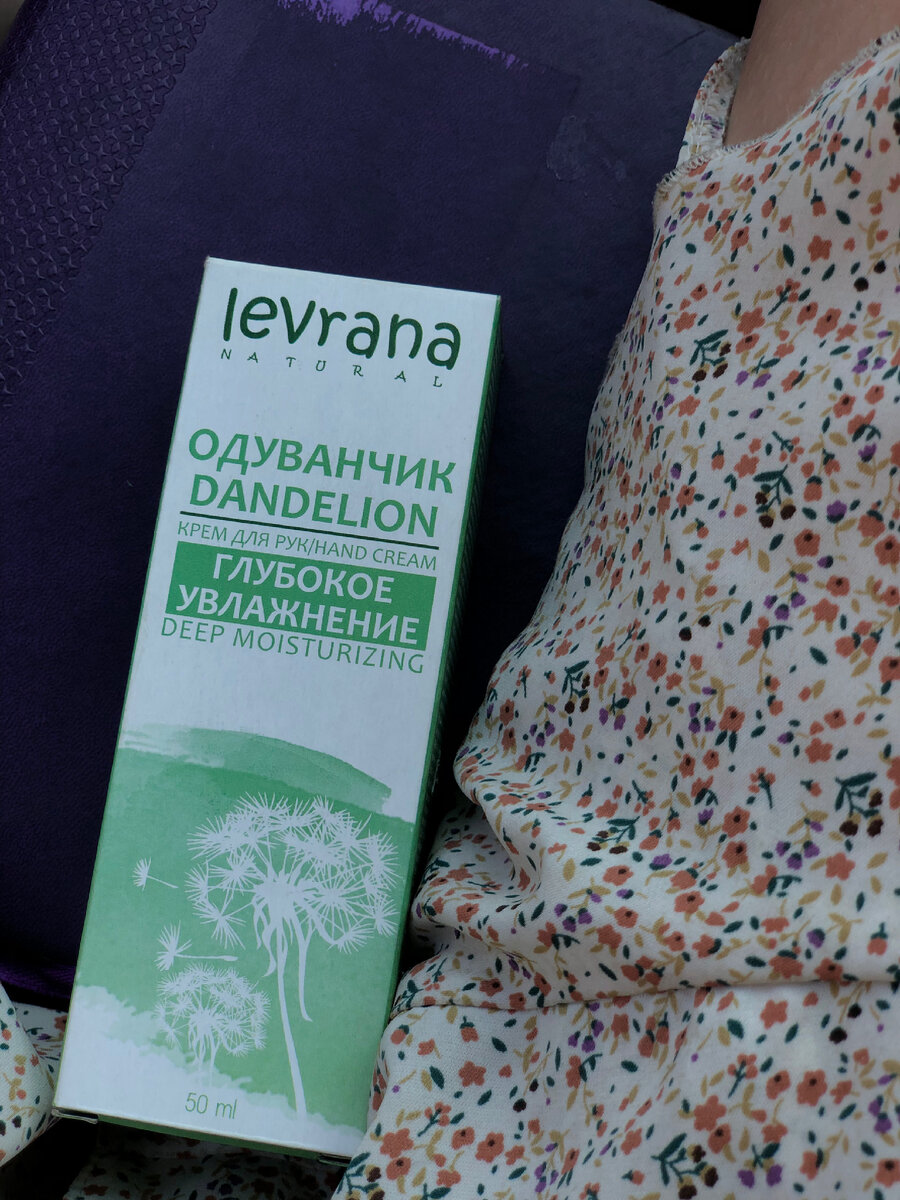 levrana
NATURAL
ОДУВАНЧИК
DANDELION
КРЕМ ДЛЯ РУК/HAND CREAM
ГЛУБОКОЕ
УВЛАЖНЕНИЕ
DEEP MOISTURIZING
50 ml